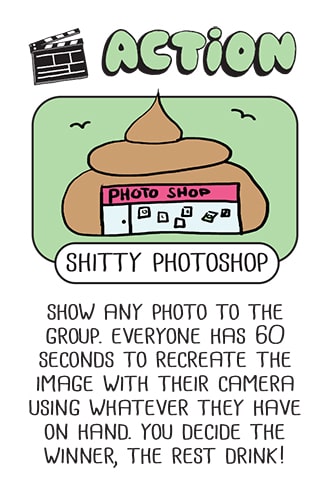 ACTION
PHOTO SHOP
SHITTY PHOTOSHOP
SHOW ANY PHOTO TO THE
GROUP. EVERYONE HAS 60
SECONDS TO RECREATE THE
IMAGE WITH THEIR CAMERA
USING WHATEVER THEY HAVE
ON HAND. YOU DECIDE THE
WINNER, THE REST DRINK!